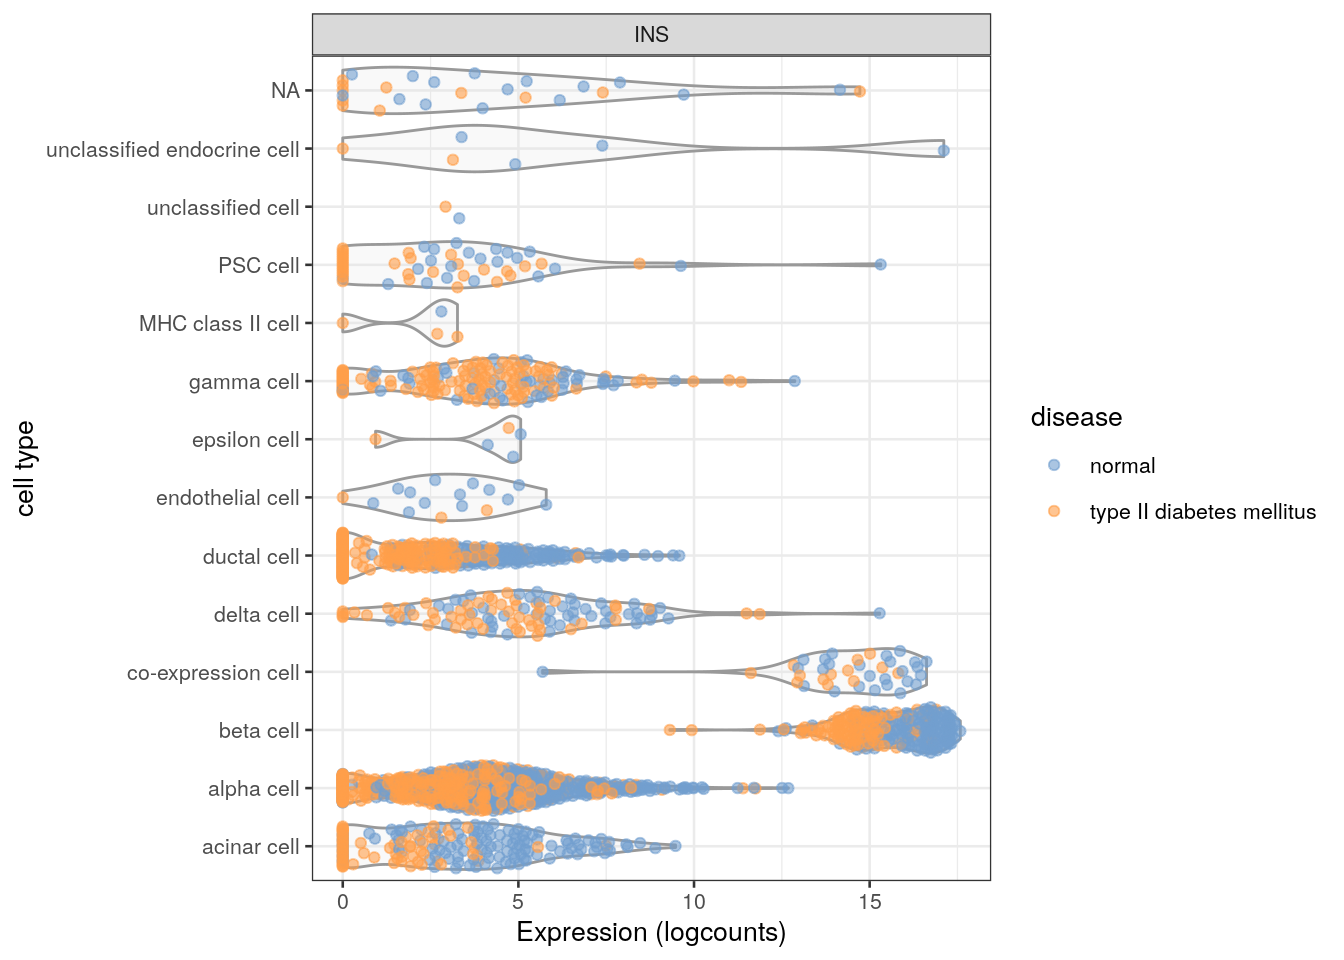 INS
NA
unclassified endocrine cell
unclassified cell
PSC cell
MHC class II cell
gamma cell
epsilon cell
endothelial cell
ductal cell
delta cell
co-expression cell
beta cell
alpha cell
acinar cell
cell type
0 5 10 15
Expression (logcounts)
disease
normal
type II diabetes mellitus